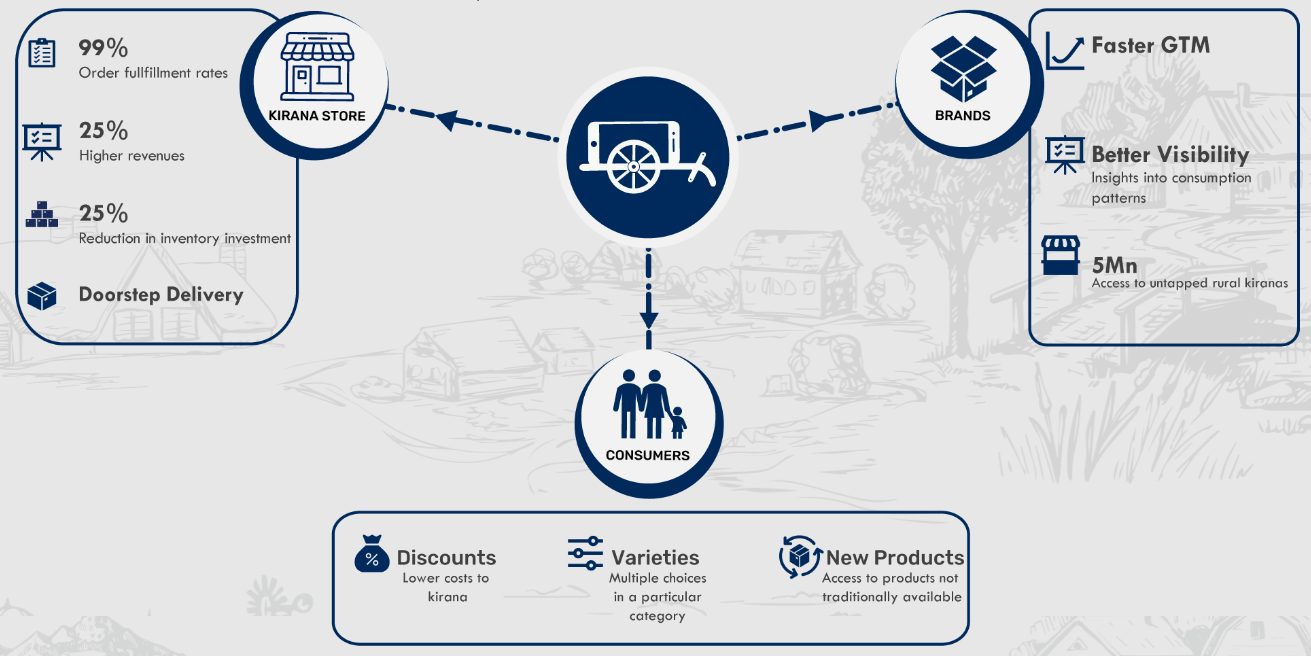 99%
Order fullfillment rates
25%
Higher revenues
25%
Reduction in inventory investment
Doorstep Delivery
KIRANA STORE
BRANDS
Faster GTM
Better Visibility
Insights into consumption
patterns
5Mn
Access to untapped rural kiranas
CONSUMERS
%
Discounts
Lower costs to
kirana
Varieties
Multiple choices
in a particular
category
New Products
Access to products not
traditionally available